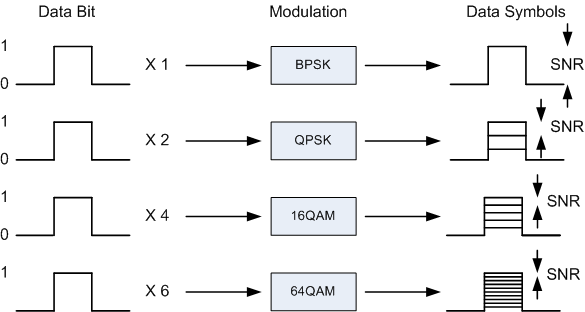 Data Bit Modulation Data Symbols
1 X 1 BPSK SNR
0
1 X 2 QPSK SNR
0
1 X 4 16QAM SNR
0
1 X 6 64QAM SNR